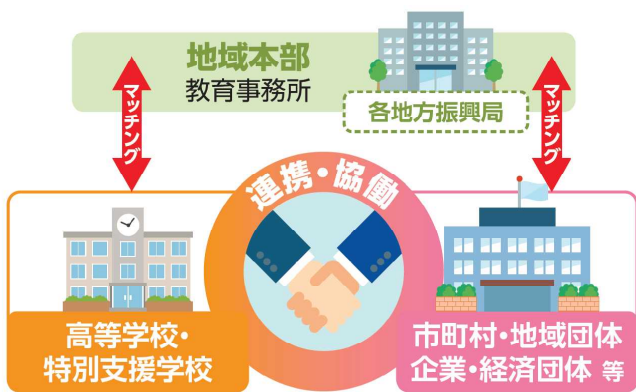 地域本部
教育事務所
各地方振興局
マッチング
マッチング
連携・協働
高等学校・
特別支援学校
市町村・地域団体
企業・経済団体 等